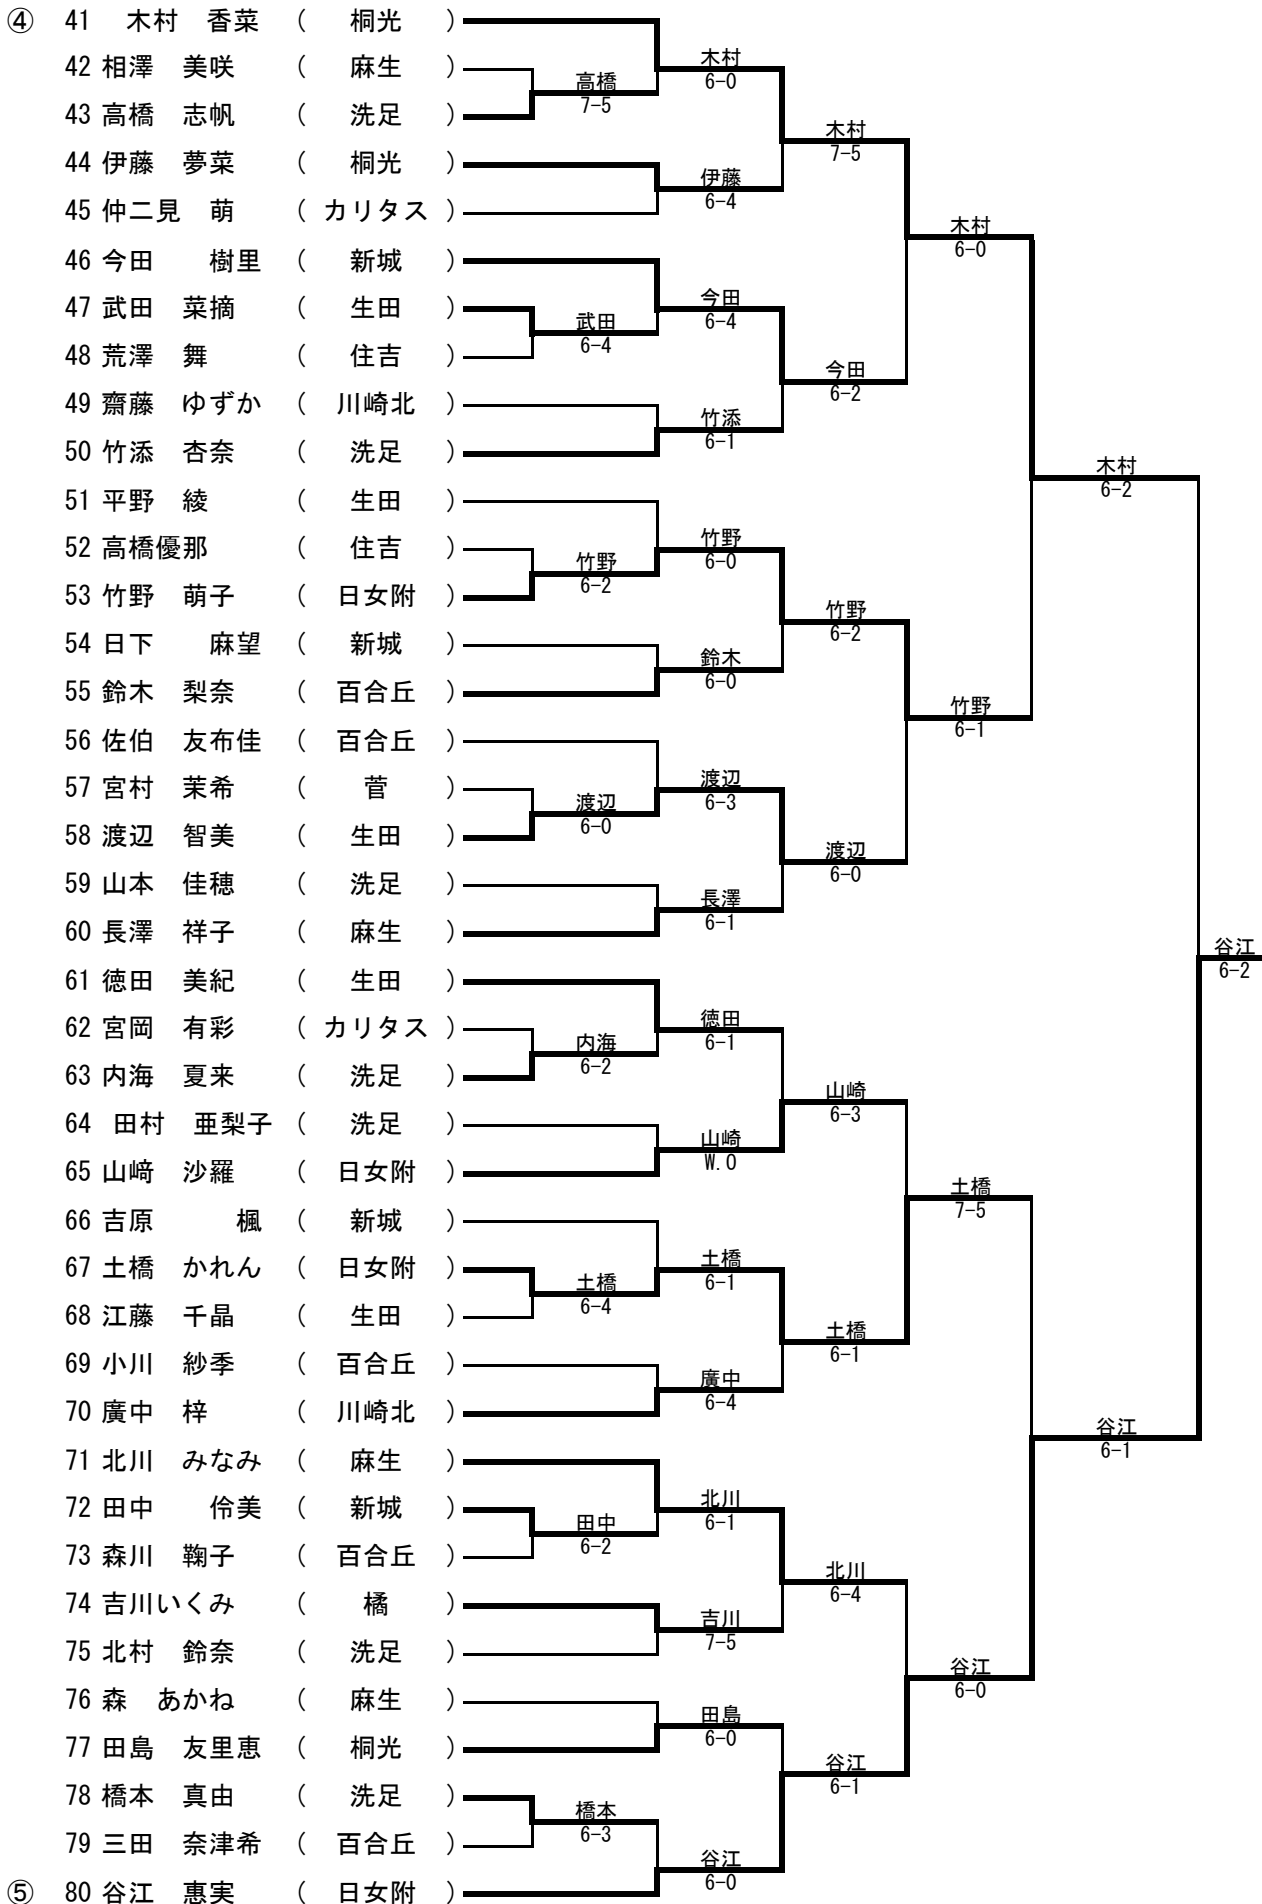 ④ 41 木村 香菜 ( 桐光 )
木村
42 相澤 美咲 ( 麻生 )
高橋 6-0
7-5
43 高橋 志帆 ( 洗足 )
木村
7-5
44 伊藤 夢菜 ( 桐光 )
伊藤
6-4
45 仲二見 萌 ( カリタス )
木村
6-0
46 今田 樹里 ( 新城 )
今田
47 武田 菜摘 ( 生田 )
武田 6-4
6-4
48 荒澤 舞 ( 住吉 )
今田
6-2
49 齋藤 ゆずか ( 川崎北 )
竹添
6-1
50 竹添 杏奈 ( 洗足 )
木村
6-2
51 平野 綾 ( 生田 )
竹野
52 高橋優那 ( 住吉 )
竹野 6-0
6-2
53 竹野 萌子 ( 日女附 )
竹野
6-2
54 日下 麻望 ( 新城 )
鈴木
6-0
55 鈴木 梨奈 ( 百合丘 )
竹野
6-1
56 佐伯 友布佳 ( 百合丘 )
渡辺
57 宮村 茉希 ( 菅 )
渡辺 6-3
6-0
58 渡辺 智美 ( 生田 )
渡辺
6-0
59 山本 佳穂 ( 洗足 )
長澤
6-1
60 長澤 祥子 ( 麻生 )
谷江
6-2
61 徳田 美紀 ( 生田 )
徳田
62 宮岡 有彩 ( カリタス )
内海 6-1
6-2
63 内海 夏来 ( 洗足 )
山崎
6-3
64 田村 亜梨子 ( 洗足 )
山崎
W.O
65 山﨑 沙羅 ( 日女附 )
土橋
7-5
66 吉原 楓 ( 新城 )
土橋
67 土橋 かれん ( 日女附 )
土橋 6-1
6-4
68 江藤 千晶 ( 生田 )
土橋
6-1
69 小川 紗季 ( 百合丘 )
廣中
6-4
70 廣中 梓 ( 川崎北 )
谷江
6-1
71 北川 みなみ ( 麻生 )
北川
72 田中 伶美 ( 新城 )
田中 6-1
6-2
73 森川 鞠子 ( 百合丘 )
北川
6-4
74 吉川いくみ ( 橘 )
吉川
7-5
75 北村 鈴奈 ( 洗足 )
谷江
6-0
76 森 あかね ( 麻生 )
田島
6-0
77 田島 友里恵 ( 桐光 )
谷江
6-1
78 橋本 真由 ( 洗足 )
橋本
6-3
79 三田 奈津希 ( 百合丘 )
谷江
6-0
⑤ 80 谷江 惠実 ( 日女附 )